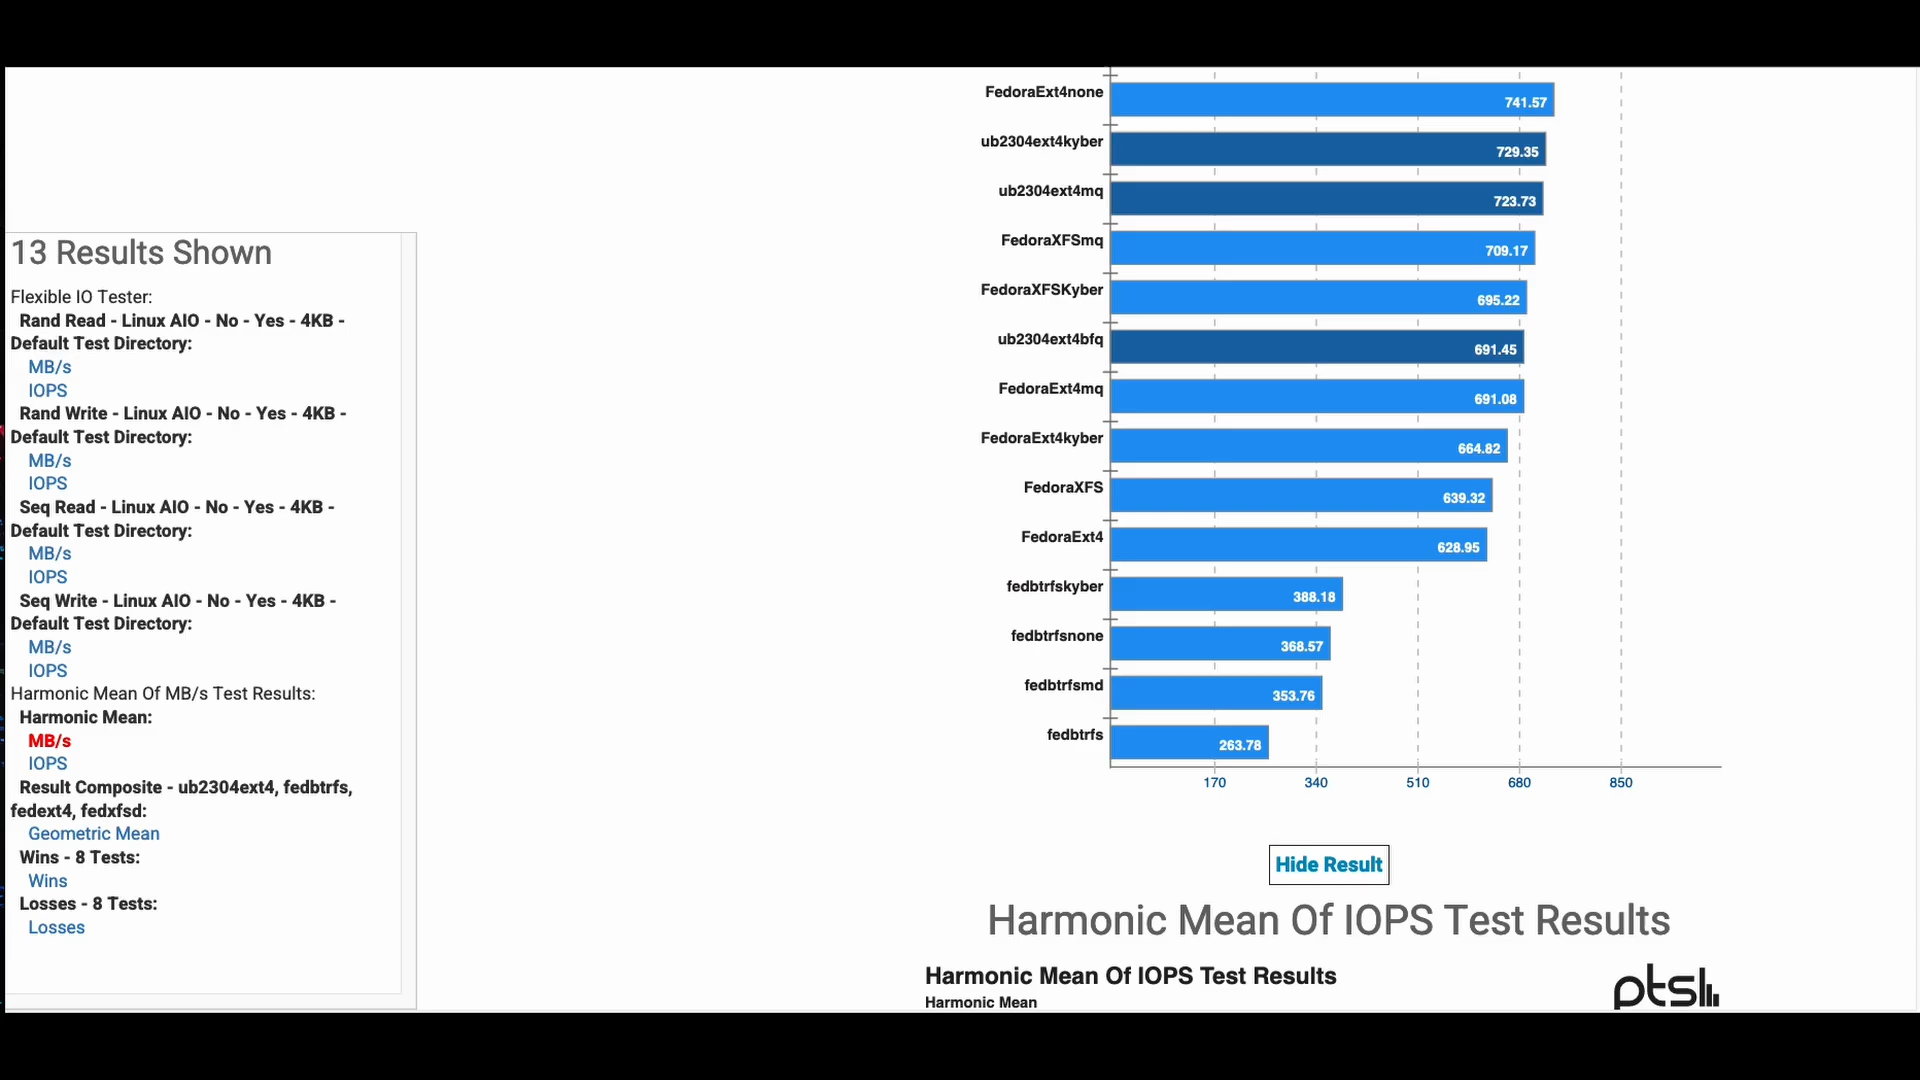 13 Results Shown
Flexible IO Tester:
Rand Read - Linux AIO - No - Yes - 4KB -
Default Test Directory:
MB/s
IOPS
Rand Write - Linux AIO - No - Yes - 4KB -
Default Test Directory:
MB/s
IOPS
Seq Read - Linux AIO - No - Yes - 4KB -
Default Test Directory:
MB/s
IOPS
Seq Write - Linux AIO - No - Yes - 4KB -
Default Test Directory:
MB/s
IOPS
Harmonic Mean Of MB/s Test Results:
Harmonic Mean:
MB/s
IOPS
Result Composite - ub2304ext4, fedbtrfs,
fedext4, fedxfsd:
Geometric Mean
Wins - 8 Tests:
Wins
Losses - 8 Tests:
Losses
FedoraExt4none 741.57
ub2304ext4kyber 729.35
ub2304ext4mq 723.73
FedoraXFSmq 709.17
FedoraXFSKyber 695.22
ub2304ext4bfq 691.45
FedoraExt4mq 691.08
FedoraExt4kyber 664.82
FedoraXFS 639.32
FedoraExt4 628.95
fedbtrfskyber 388.18
fedbtrfsnone 368.57
fedbtrfsmd 353.76
fedbtrfs 263.78
170 340 510 680 850
Hide Result
Harmonic Mean Of IOPS Test Results
Harmonic Mean Of IOPS Test Results
Harmonic Mean
pts